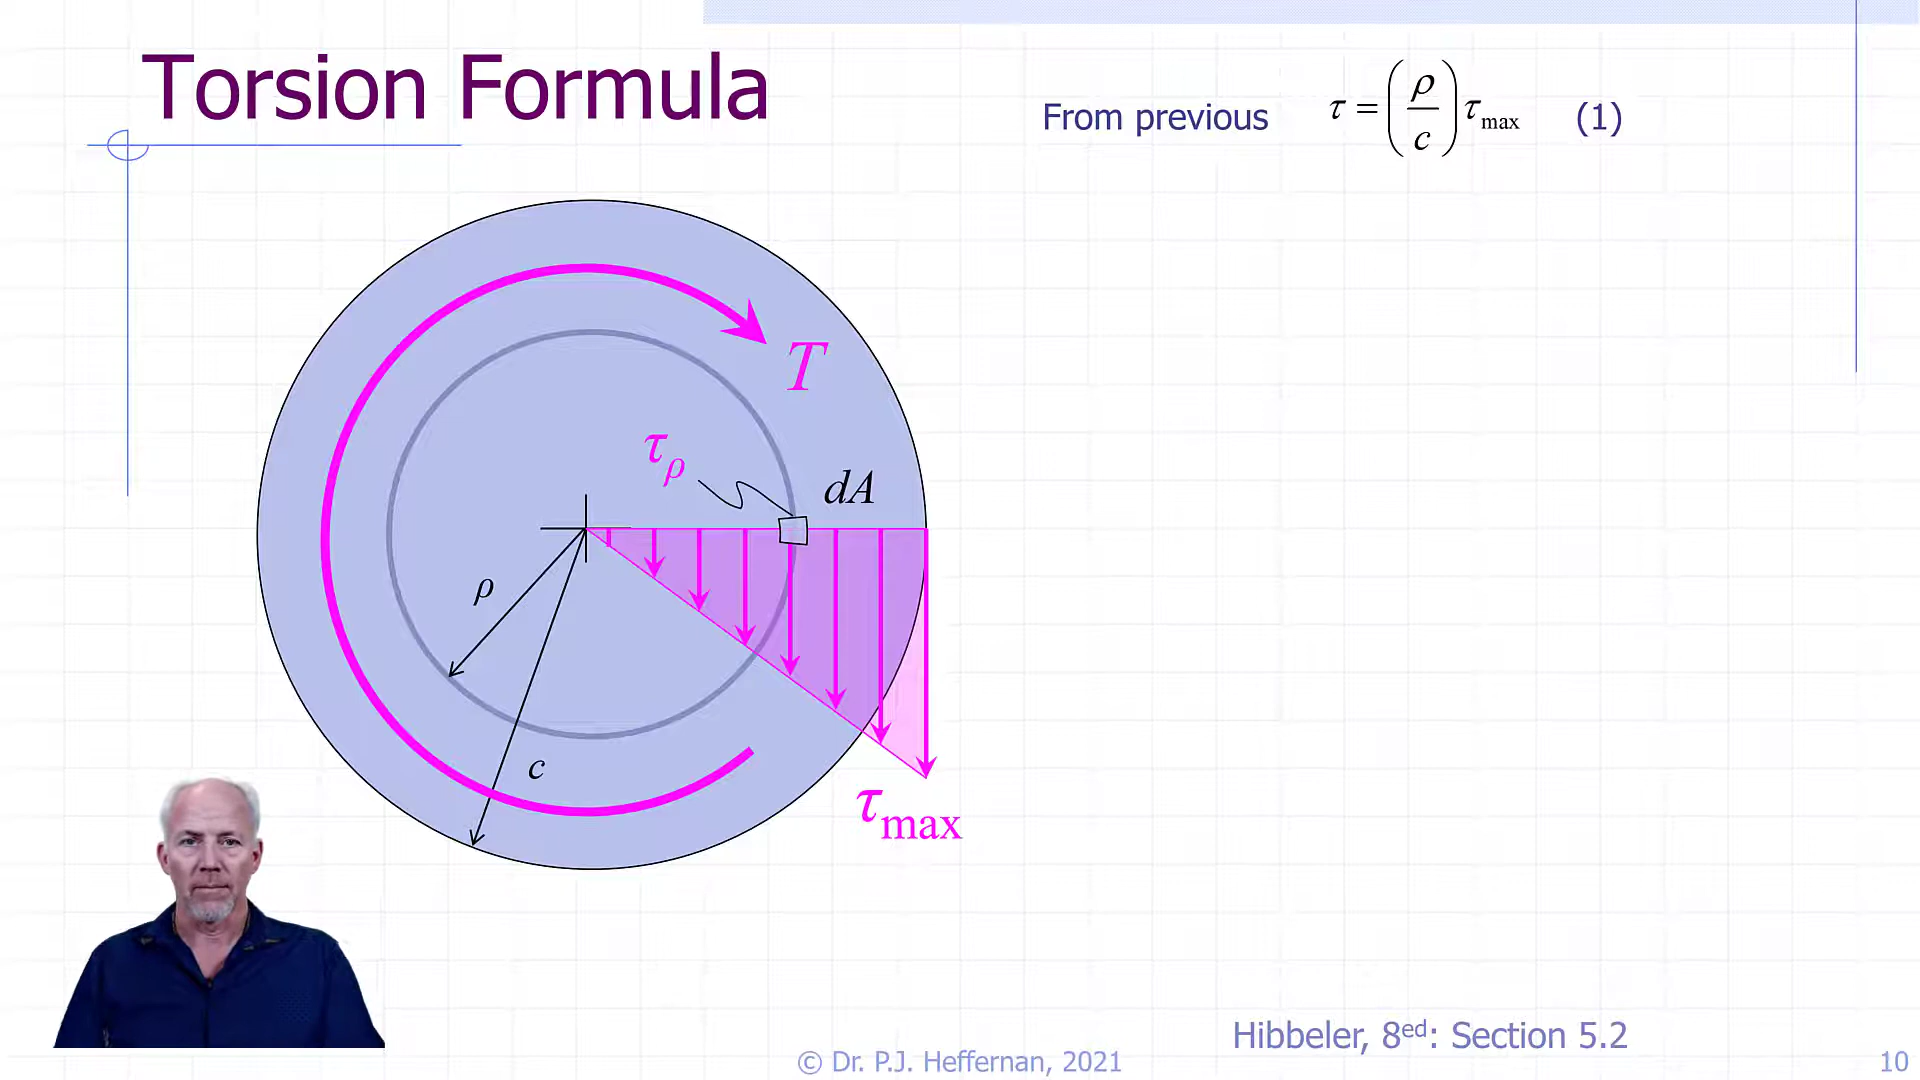 Torsion Formula
From previous τ = (ρ/c) τmax (1)
T
τρ
dA
ρ
c
τmax
Hibbeler, 8ed: Section 5.2
© Dr. P.J. Heffernan, 2021
10